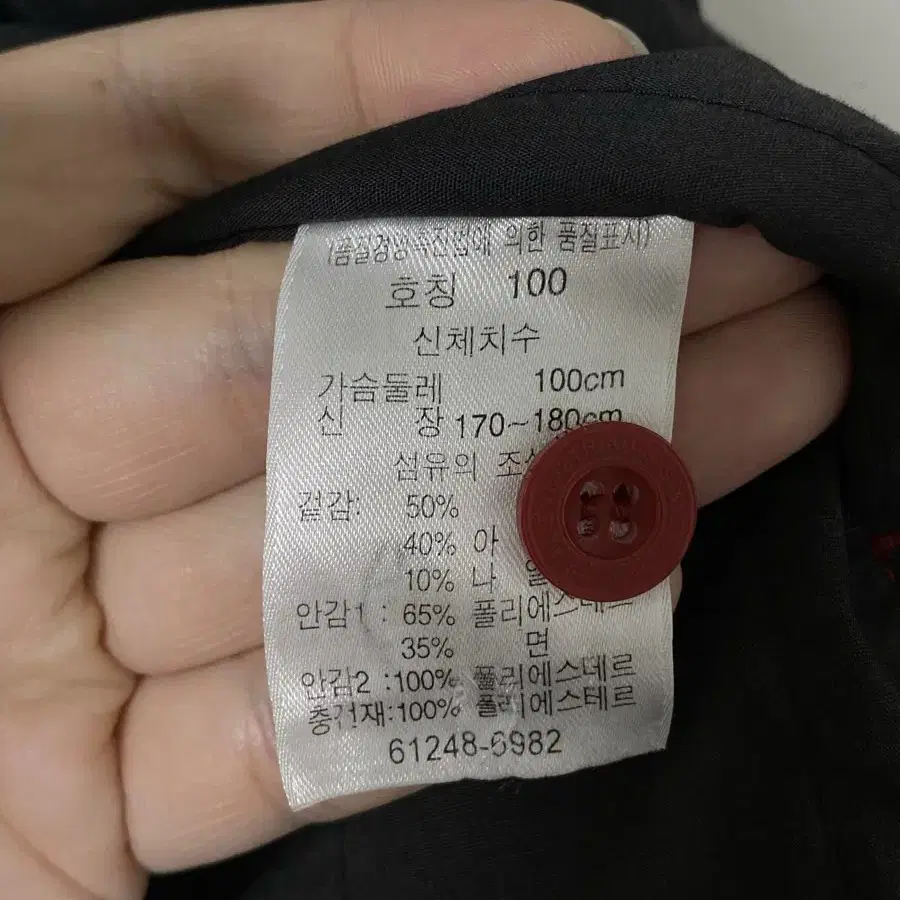 (품질경영촉진법에 의한 품질표시)
호칭 100
신체치수
가슴둘레 100cm
신 장 170~180cm
섬유의
겉감: 50%
40%
10% 나
안감1 : 65% 폴리에스테르
35% 면
안감2 :100% 폴리에스테르
충전재:100% 폴리에스테르
61248-6982